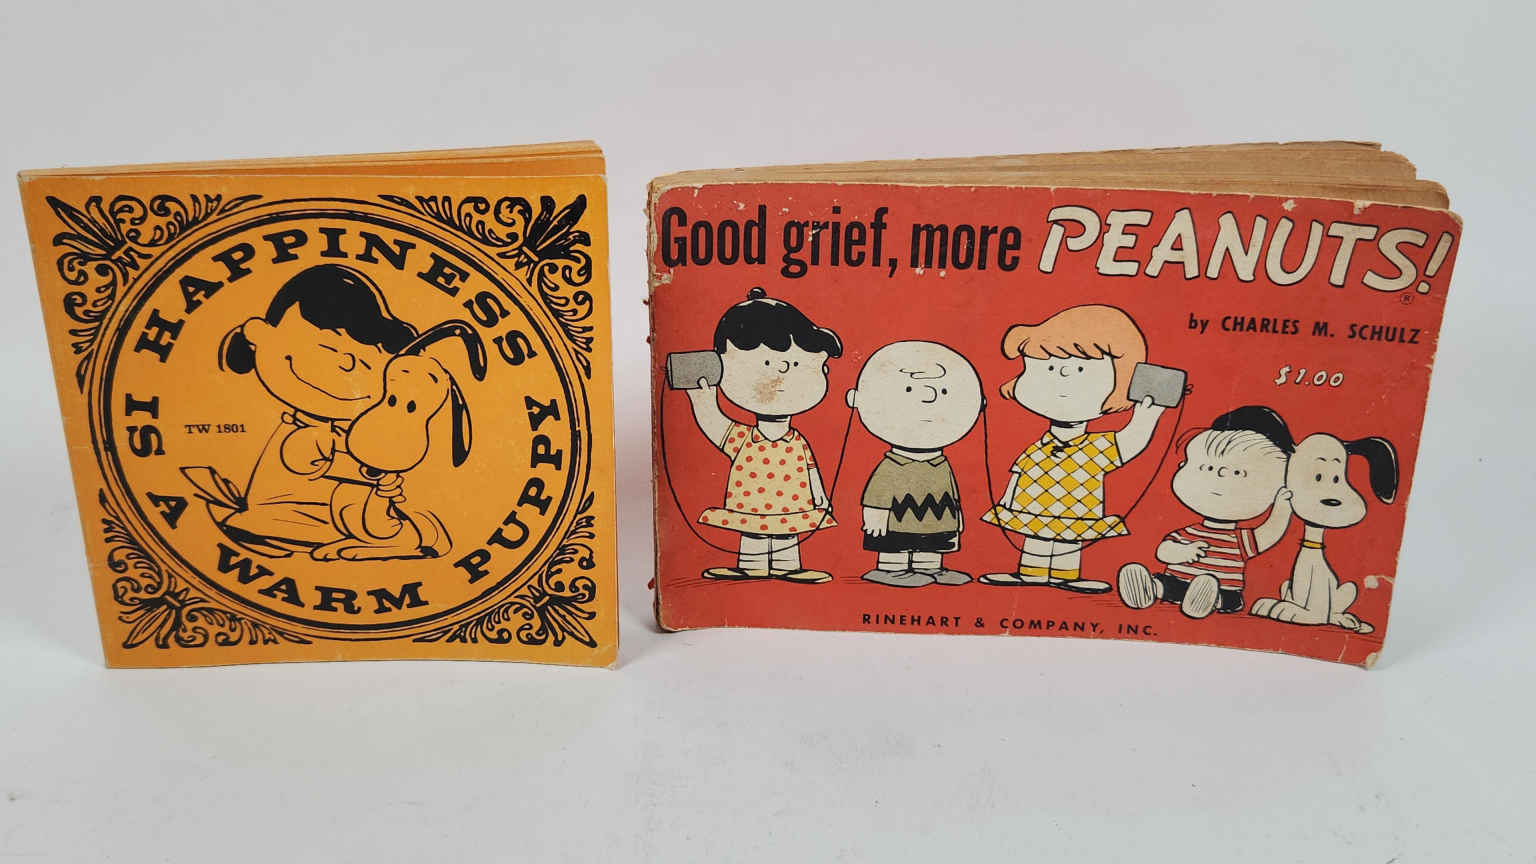 HAPPINESS
IS
A
WARM PUPPY
TW 1801
Good grief, more PEANUTS!
®
by CHARLES M. SCHULZ
$1.00
RINEHART & COMPANY, INC.